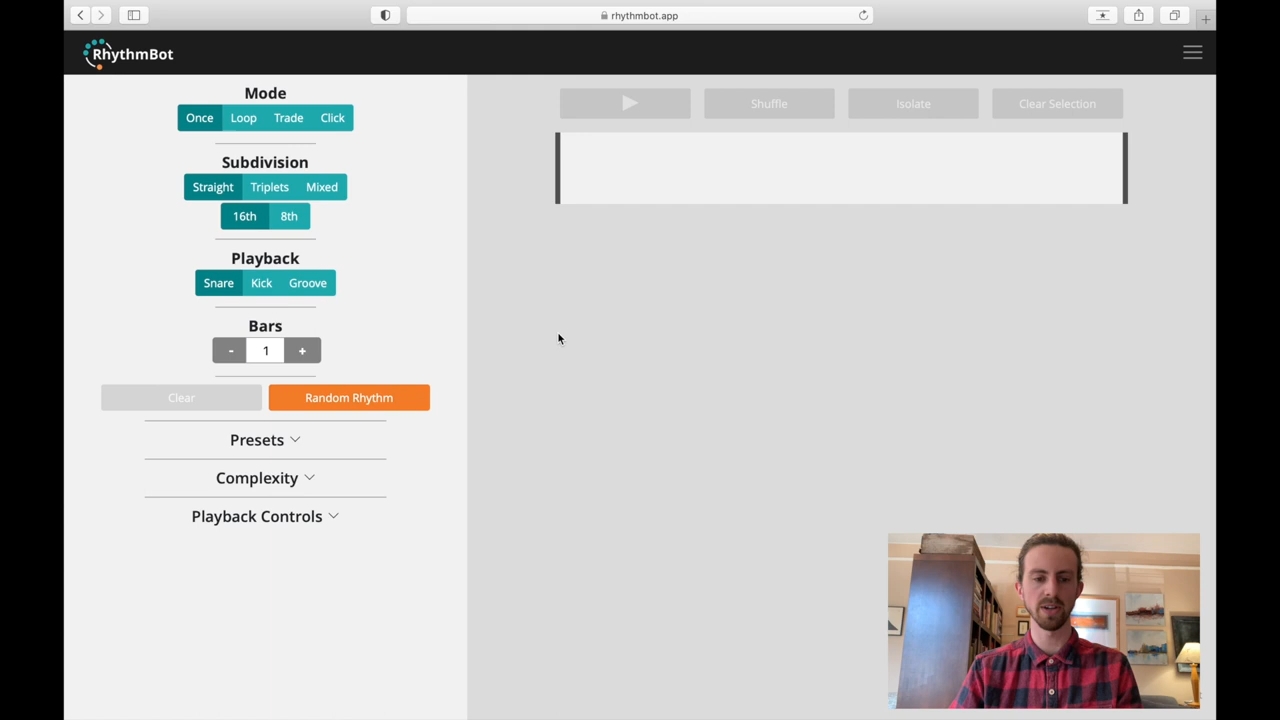 rhythmbot.app
RhythmBot
Mode
Once Loop Trade Click
Subdivision
Straight Triplets Mixed
16th 8th
Playback
Snare Kick Groove
Bars
- 1 +
Clear Random Rhythm
Presets
Complexity
Playback Controls
Shuffle Isolate Clear Selection